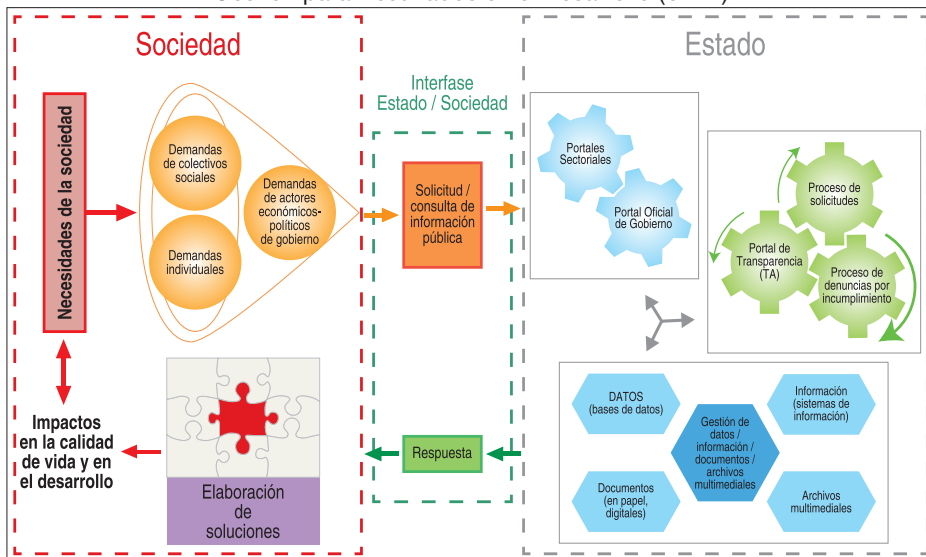 Sociedad
Necesidades de la sociedad
Demandas
de colectivos
sociales
Demandas
individuales
Demandas
de actores
económicos-
políticos
de gobierno
Impactos
en la calidad
de vida y en
el desarrollo
Elaboración
de
soluciones
Interfase
Estado / Sociedad
Solicitud /
consulta de
información
pública
Respuesta
Estado
Portales
Sectoriales
Portal Oficial
de Gobierno
Proceso de
solicitudes
Portal de
Transparencia
(TA)
Proceso de
denuncias por
incumplimiento
DATOS
(bases de datos)
Información
(sistemas de
información)
Gestión de
datos /
información /
documentos /
archivos
multimediales
Documentos
(en papel,
digitales)
Archivos
multimediales